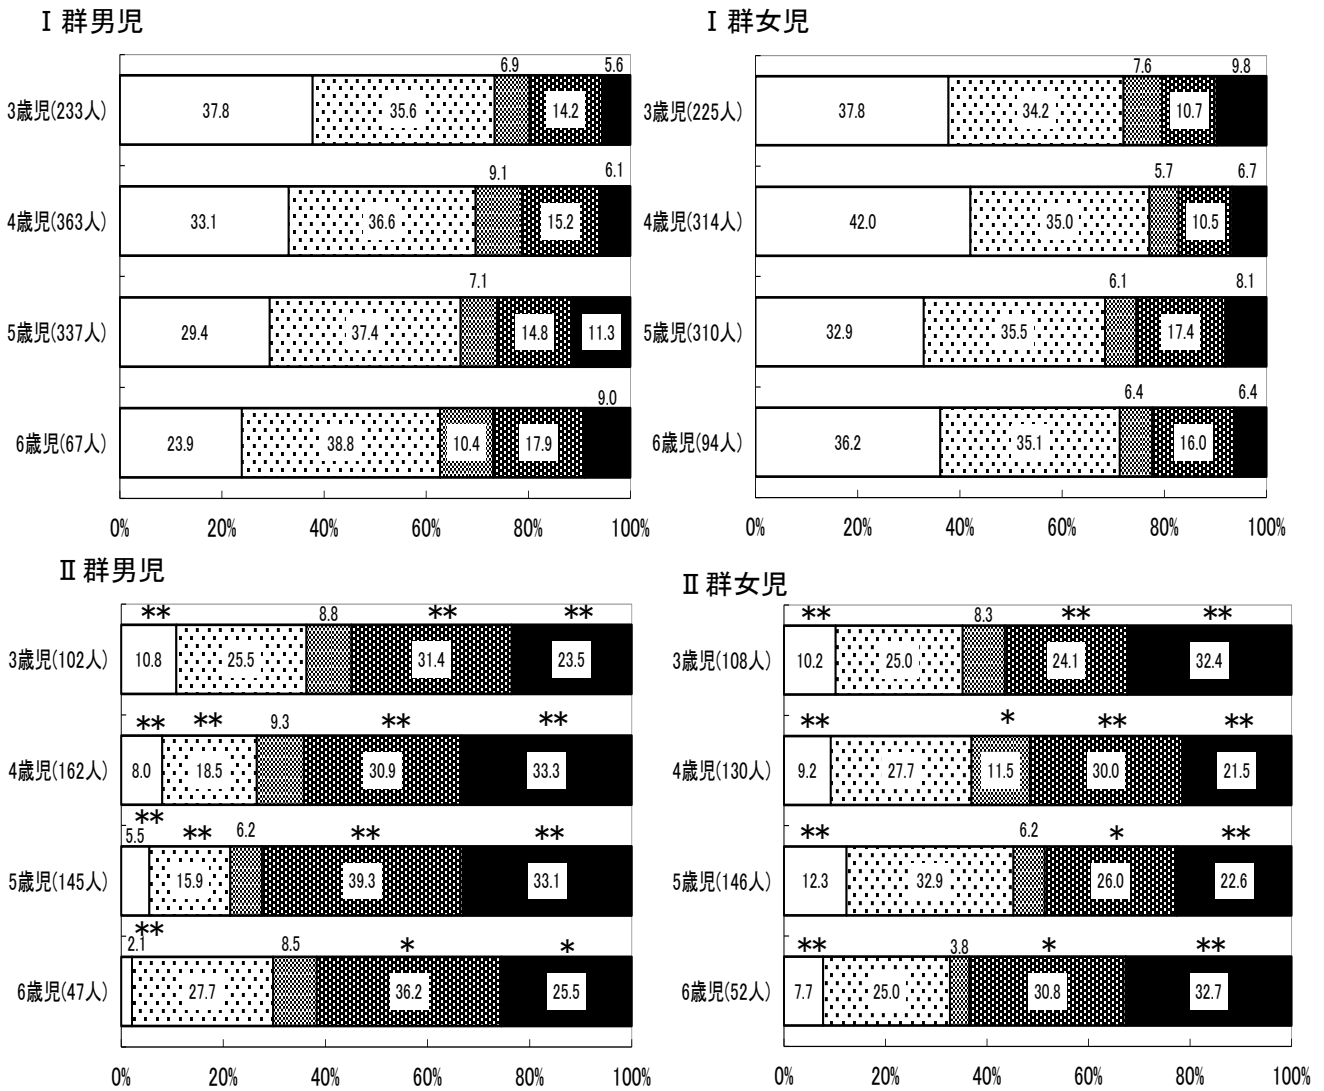 Ⅰ群男児
6.9 5.6
3歳児(233人) 37.8 35.6 14.2
9.1 6.1
4歳児(363人) 33.1 36.6 15.2
7.1
5歳児(337人) 29.4 37.4 14.8 11.3
9.0
6歳児(67人) 23.9 38.8 10.4 17.9
0% 20% 40% 60% 80% 100%
Ⅰ群女児
7.6 9.8
3歳児(225人) 37.8 34.2 10.7
5.7 6.7
4歳児(314人) 42.0 35.0 10.5
6.1 8.1
5歳児(310人) 32.9 35.5 17.4
6.4 6.4
6歳児(94人) 36.2 35.1 16.0
0% 20% 40% 60% 80% 100%
Ⅱ群男児
** 8.8 ** **
3歳児(102人) 10.8 25.5 31.4 23.5
** ** 9.3 ** **
4歳児(162人) 8.0 18.5 30.9 33.3
**
5.5 ** 6.2 ** **
5歳児(145人) 15.9 39.3 33.1
**
2.1 8.5 * *
6歳児(47人) 27.7 36.2 25.5
0% 20% 40% 60% 80% 100%
Ⅱ群女児
** 8.3 ** **
3歳児(108人) 10.2 25.0 24.1 32.4
** * ** **
4歳児(130人) 9.2 27.7 11.5 30.0 21.5
** 6.2 * **
5歳児(146人) 12.3 32.9 26.0 22.6
** 3.8 * **
6歳児(52人) 7.7 25.0 30.8 32.7
0% 20% 40% 60% 80% 100%